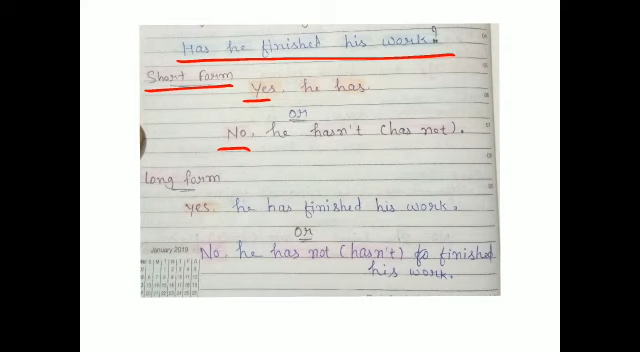 Has he finished his work?
Short form
Yes, he has.
or
No, he hasn't (has not).
Long form
yes, he has finished his work.
or
No, he has not (hasn't) finished
his work.
January 2019